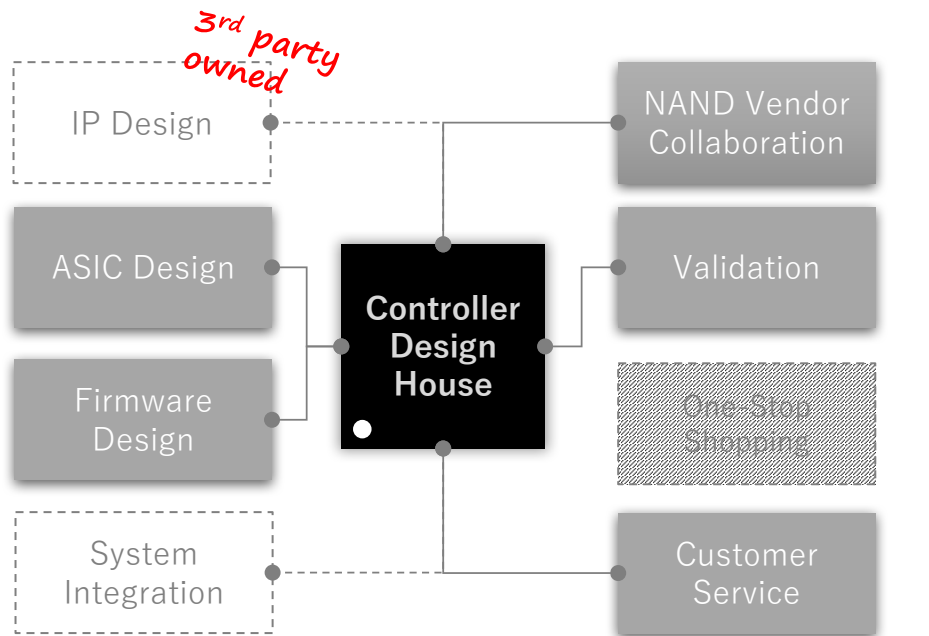 3rd party
owned
IP Design
NAND Vendor
Collaboration
ASIC Design
Validation
Controller
Design
House
Firmware
Design
One-Stop
Shopping
System
Integration
Customer
Service